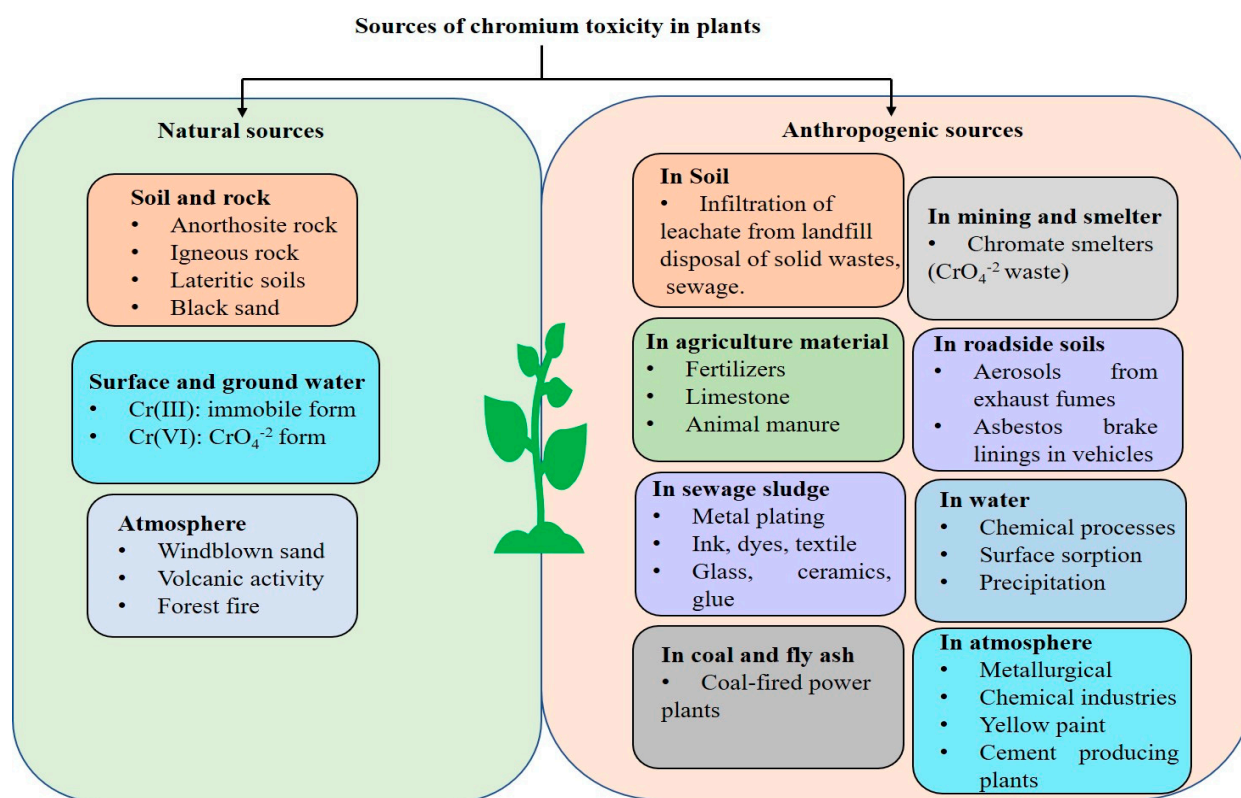 Sources of chromium toxicity in plants
Natural sources
Soil and rock
• Anorthosite rock
• Igneous rock
• Lateritic soils
• Black sand
Surface and ground water
• Cr(III): immobile form
• Cr(VI): CrO₄⁻² form
Atmosphere
• Windblown sand
• Volcanic activity
• Forest fire
Anthropogenic sources
In Soil
• Infiltration of
leachate from landfill
disposal of solid wastes,
sewage.
In mining and smelter
• Chromate smelters
(CrO₄⁻² waste)
In agriculture material
• Fertilizers
• Limestone
• Animal manure
In roadside soils
• Aerosols from
exhaust fumes
• Asbestos brake
linings in vehicles
In sewage sludge
• Metal plating
• Ink, dyes, textile
• Glass, ceramics,
glue
In water
• Chemical processes
• Surface sorption
• Precipitation
In coal and fly ash
• Coal-fired power
plants
In atmosphere
• Metallurgical
• Chemical industries
• Yellow paint
• Cement producing
plants